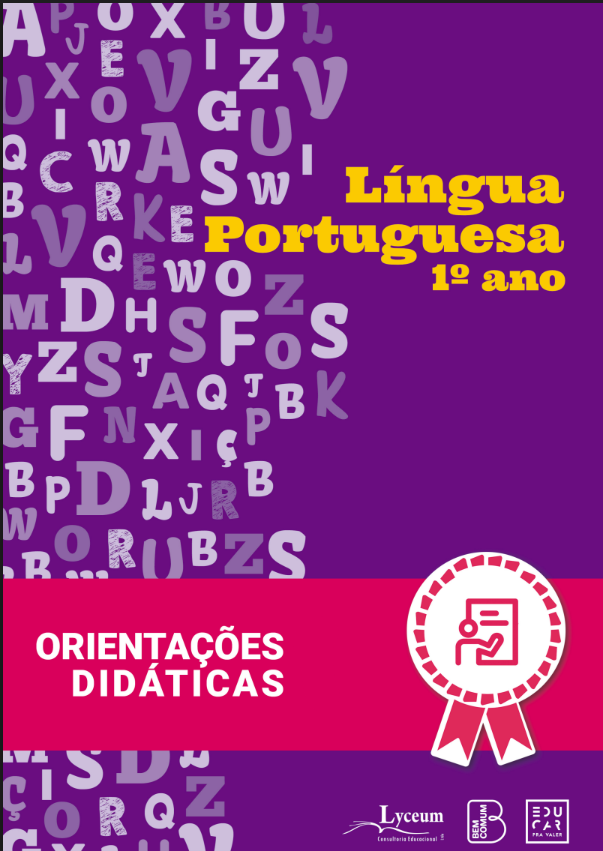 Língua
Portuguesa
1º ano
ORIENTAÇÕES
DIDÁTICAS
Lyceum
Consultoria Educacional
BEM
COMUM
EDU
CAR
PRA VALER